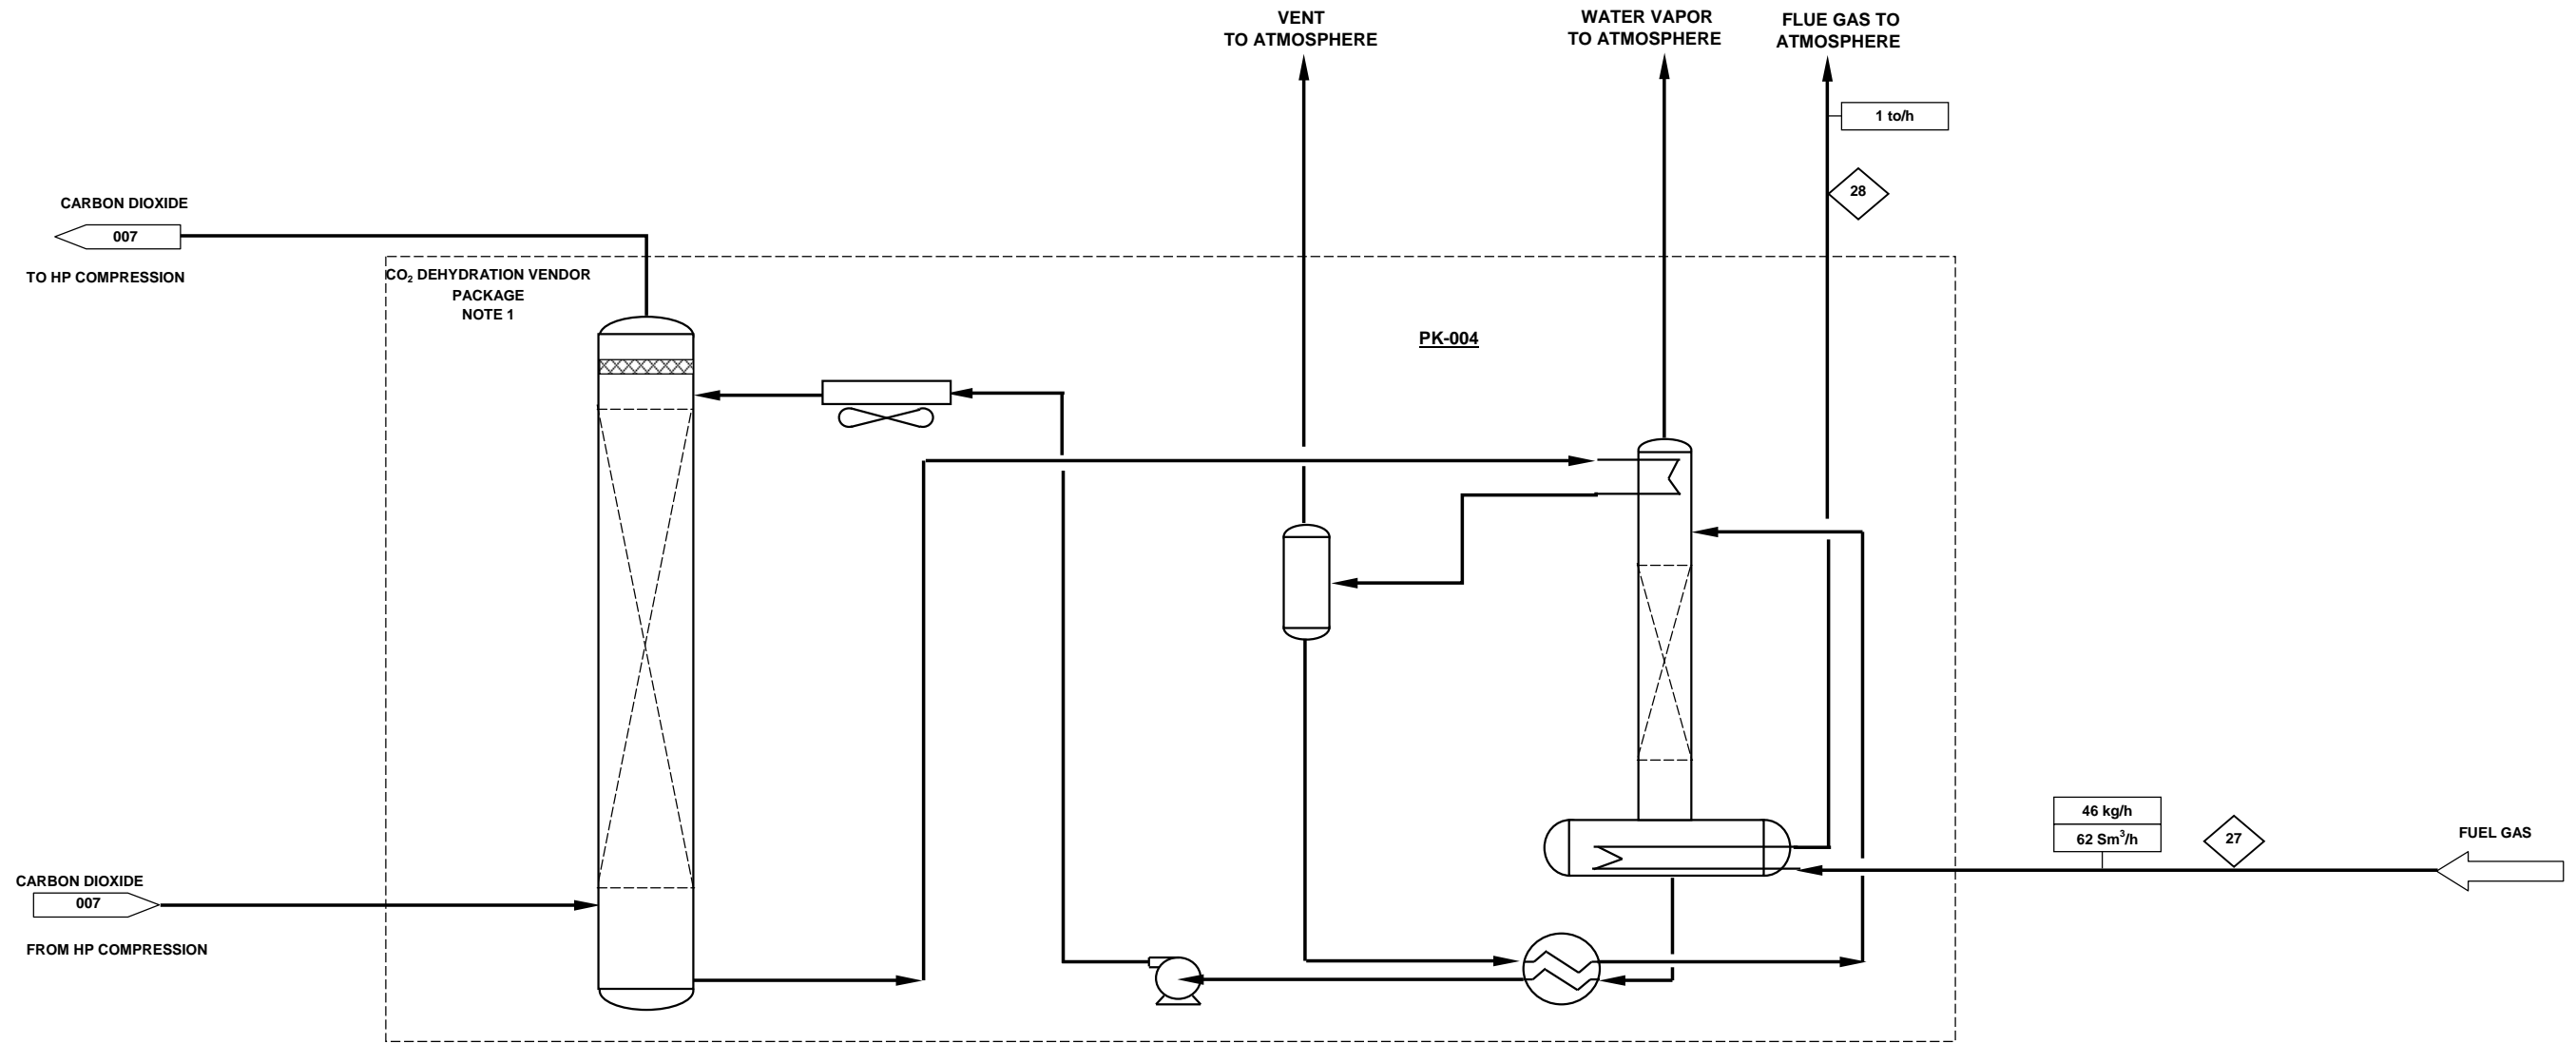 VENT
TO ATMOSPHERE
WATER VAPOR
TO ATMOSPHERE
FLUE GAS TO
ATMOSPHERE
1 to/h
28
CARBON DIOXIDE
007
TO HP COMPRESSION
CO₂ DEHYDRATION VENDOR
PACKAGE
NOTE 1
PK-004
46 kg/h
62 Sm³/h
27
FUEL GAS
CARBON DIOXIDE
007
FROM HP COMPRESSION